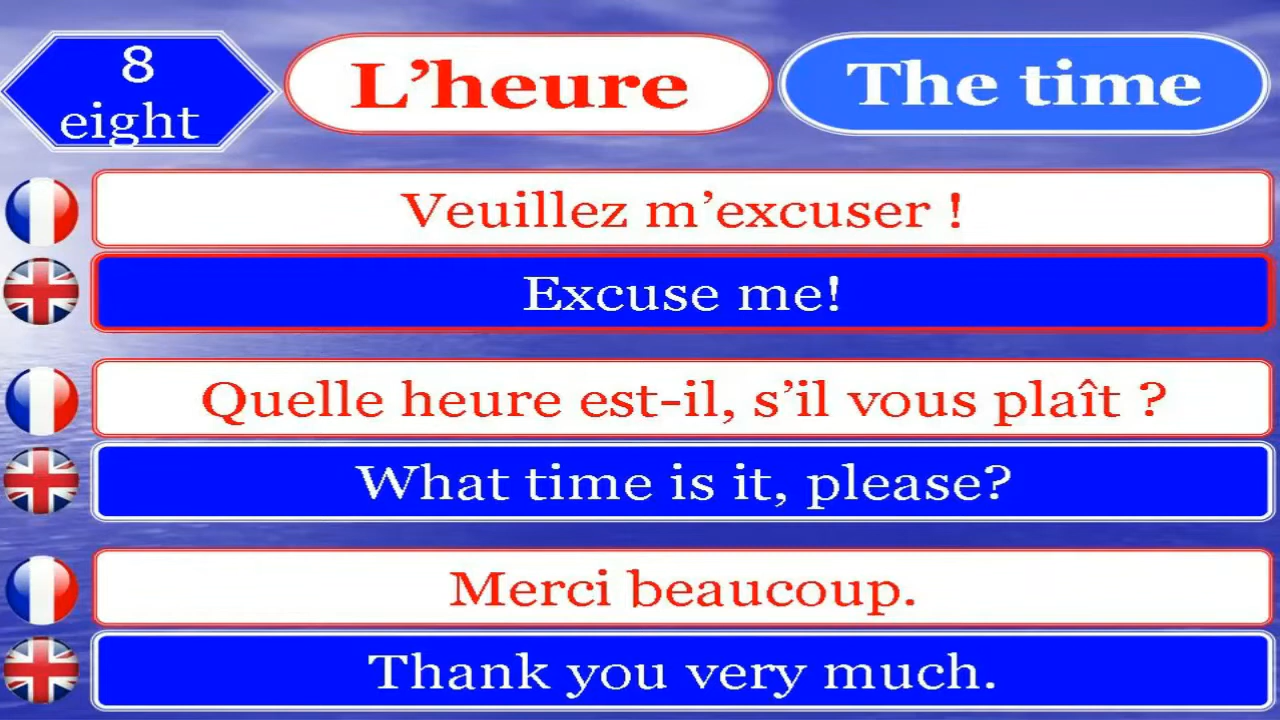 8
eight
L’heure
The time
Veuillez m’excuser !
Excuse me!
Quelle heure est-il, s’il vous plaît ?
What time is it, please?
Merci beaucoup.
Thank you very much.